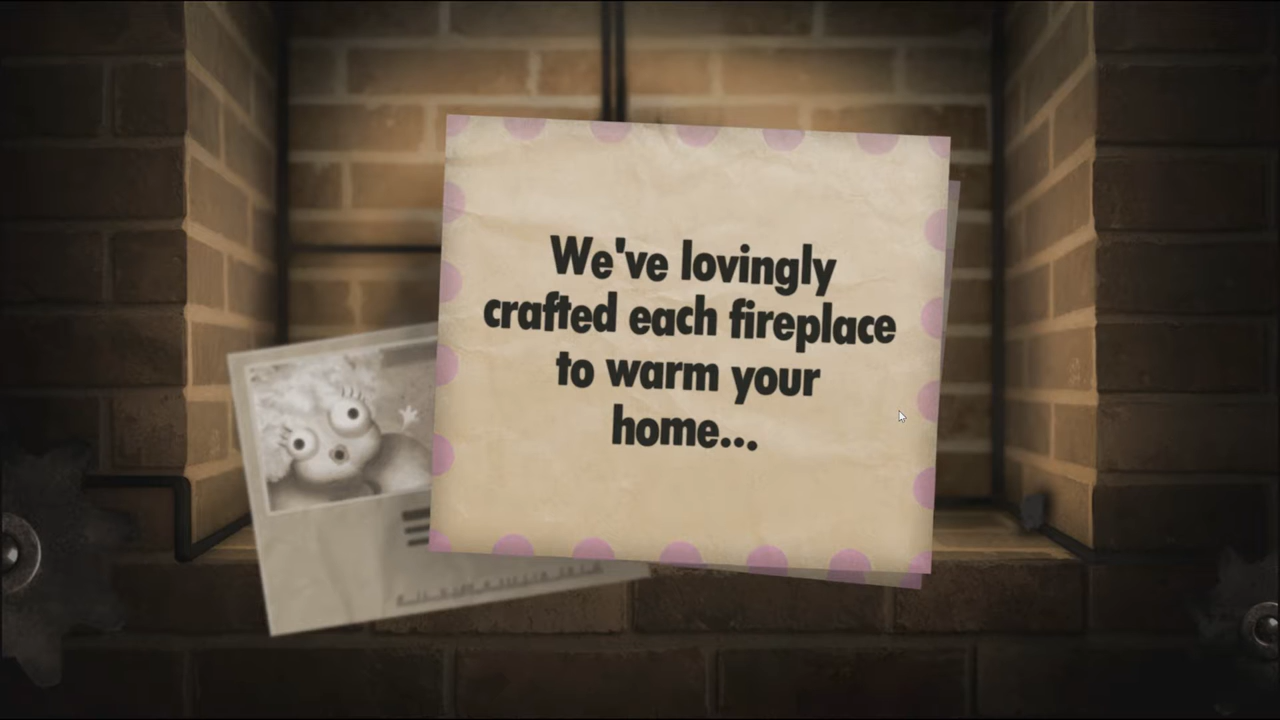 We've lovingly
crafted each fireplace
to warm your
home...